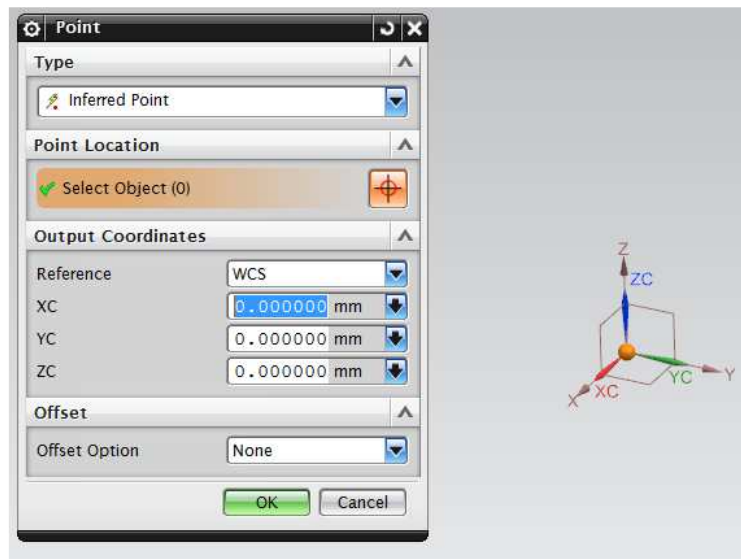 Point
Type
Inferred Point
Point Location
Select Object (0)
Output Coordinates
Reference WCS
XC 0.000000 mm
YC 0.000000 mm
ZC 0.000000 mm
Offset
Offset Option None
OK Cancel
Z
ZC
YC Y
X XC